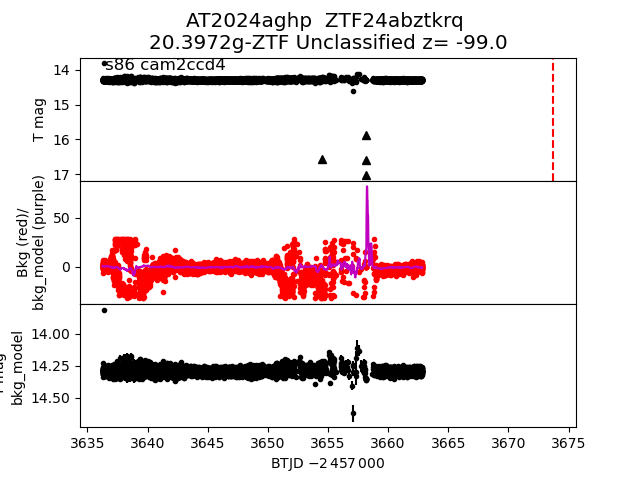 AT2024aghp  ZTF24abztkrq
20.3972g-ZTF Unclassified z= -99.0
s86 cam2ccd4
14
15
16
17
T mag
50
0
Bkg (red)/
bkg_model (purple)
14.00
14.25
14.50
mag
bkg_model
3635
3640
3645
3650
3655
3660
3665
3670
3675
BTJD −2 457 000